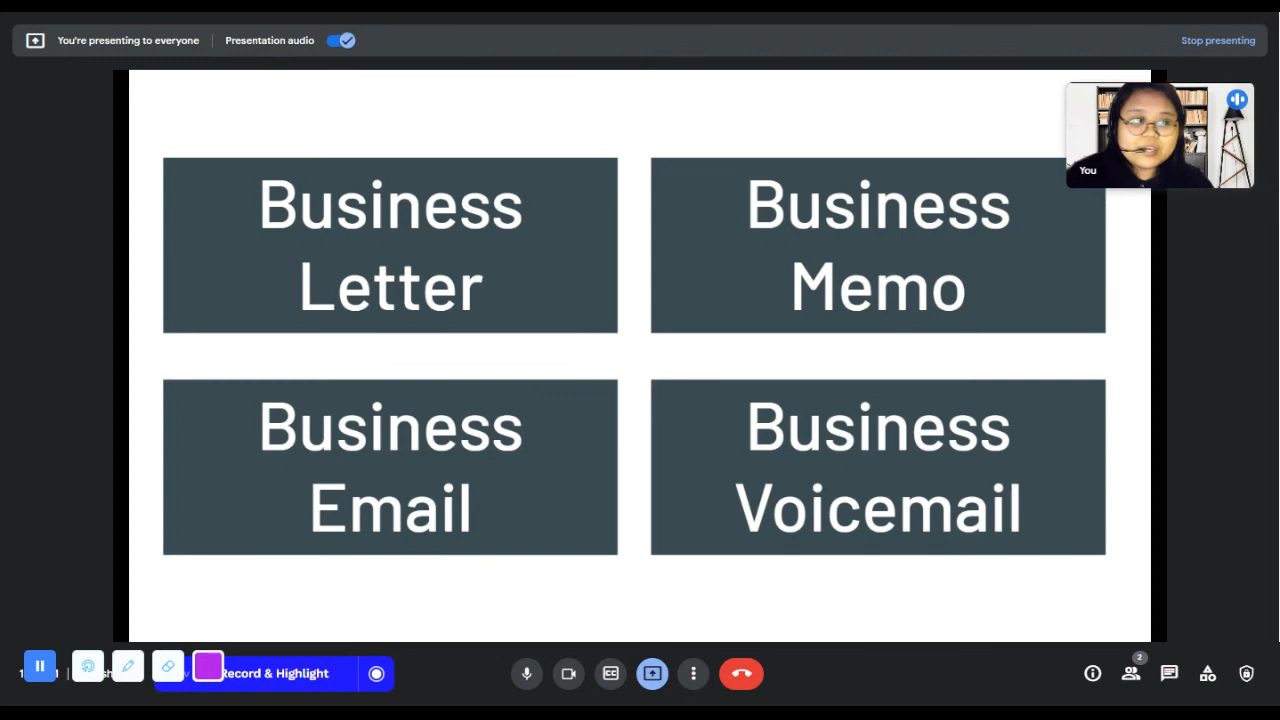 You're presenting to everyone
Presentation audio
Stop presenting
Business
Letter
Business
Memo
You
Business
Email
Business
Voicemail
Record & Highlight
CC
2